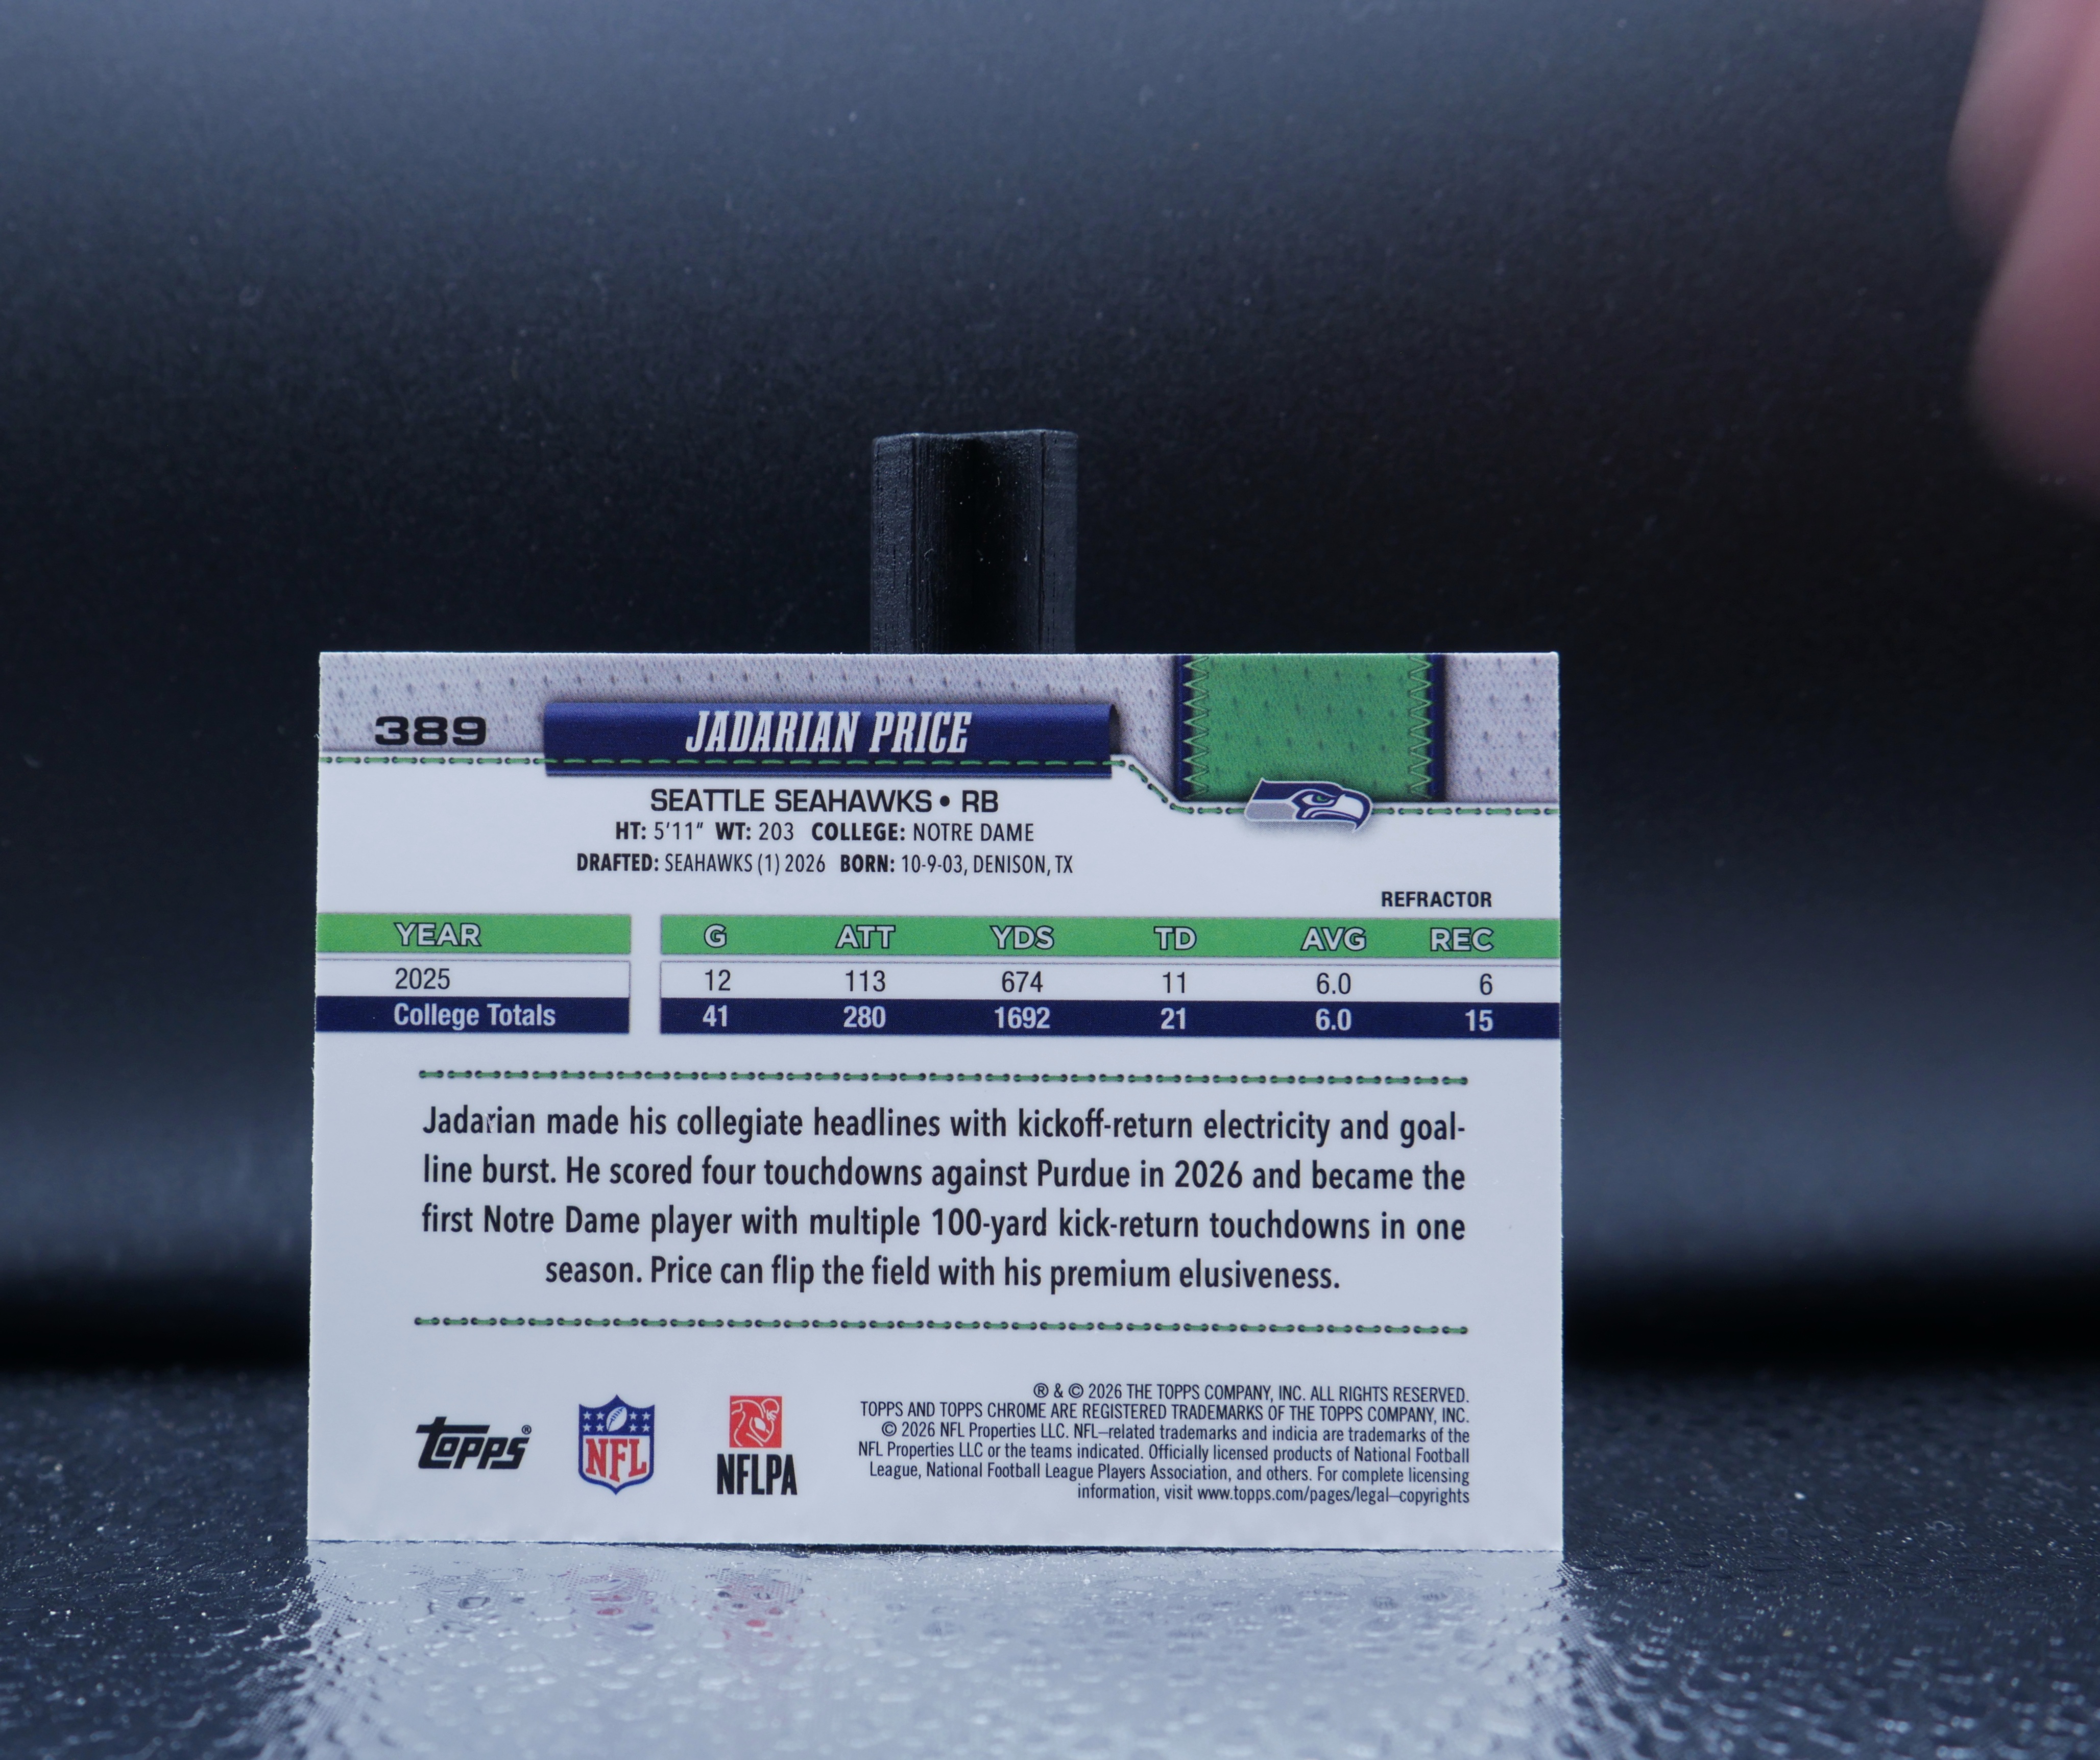 389
JADARIAN PRICE
SEATTLE SEAHAWKS • RB
HT: 5'11" WT: 203 COLLEGE: NOTRE DAME
DRAFTED: SEAHAWKS (1) 2026 BORN: 10-9-03, DENISON, TX
REFRACTOR
YEAR G ATT YDS TD AVG REC
2025 12 113 674 11 6.0 6
College Totals 41 280 1692 21 6.0 15
Jadarian made his collegiate headlines with kickoff-return electricity and goal-
line burst. He scored four touchdowns against Purdue in 2026 and became the
first Notre Dame player with multiple 100-yard kick-return touchdowns in one
season. Price can flip the field with his premium elusiveness.
topps®
NFL
NFLPA
® & © 2026 THE TOPPS COMPANY, INC. ALL RIGHTS RESERVED.
TOPPS AND TOPPS CHROME ARE REGISTERED TRADEMARKS OF THE TOPPS COMPANY, INC.
© 2026 NFL Properties LLC. NFL–related trademarks and indicia are trademarks of the
NFL Properties LLC or the teams indicated. Officially licensed products of National Football
League, National Football League Players Association, and others. For complete licensing
information, visit www.topps.com/pages/legal–copyrights